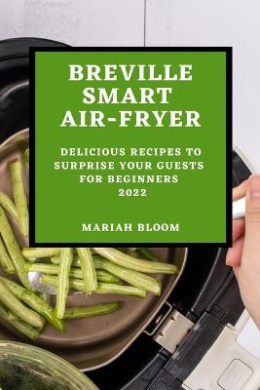 BREVILLE
SMART
AIR-FRYER
DELICIOUS RECIPES TO
SURPRISE YOUR GUESTS
FOR BEGINNERS
2022
MARIAH BLOOM